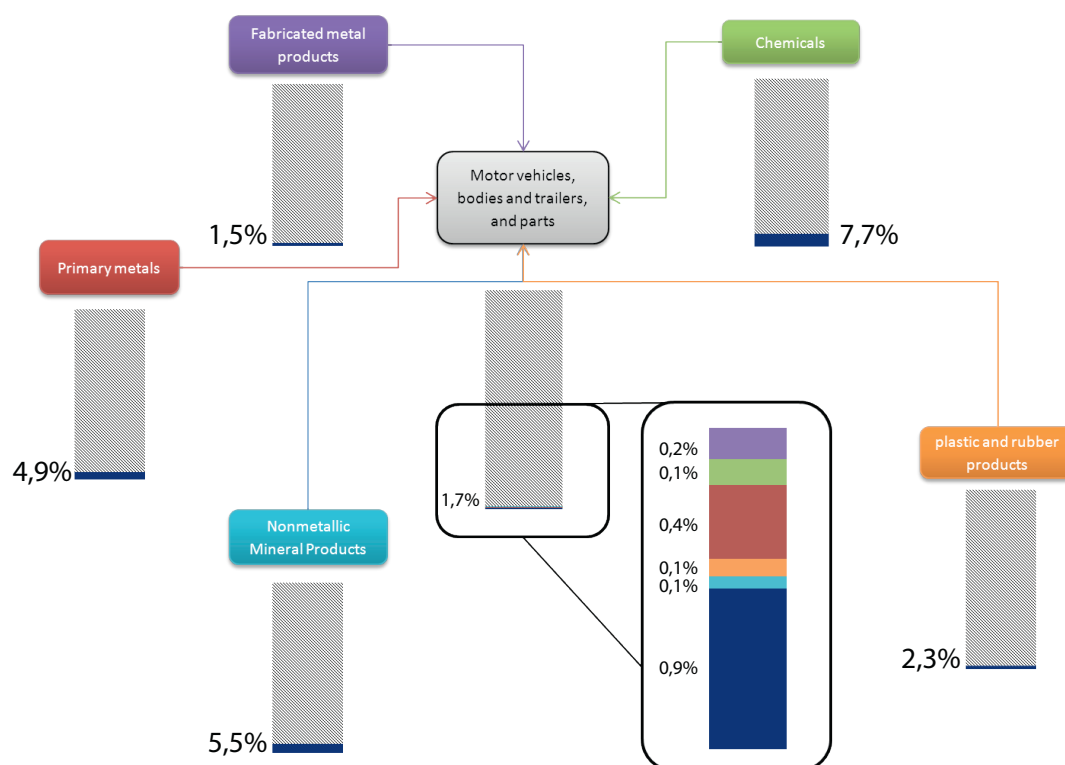 Fabricated metal
products
Chemicals
Motor vehicles,
bodies and trailers,
and parts
1,5%
7,7%
Primary metals
4,9%
1,7%
0,2%
0,1%
0,4%
0,1%
0,1%
0,9%
plastic and rubber
products
2,3%
Nonmetallic
Mineral Products
5,5%